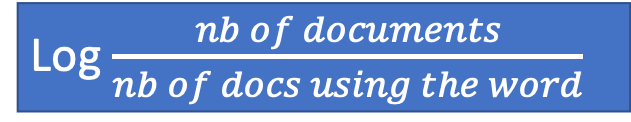 nb of documents
Log
nb of docs using the word